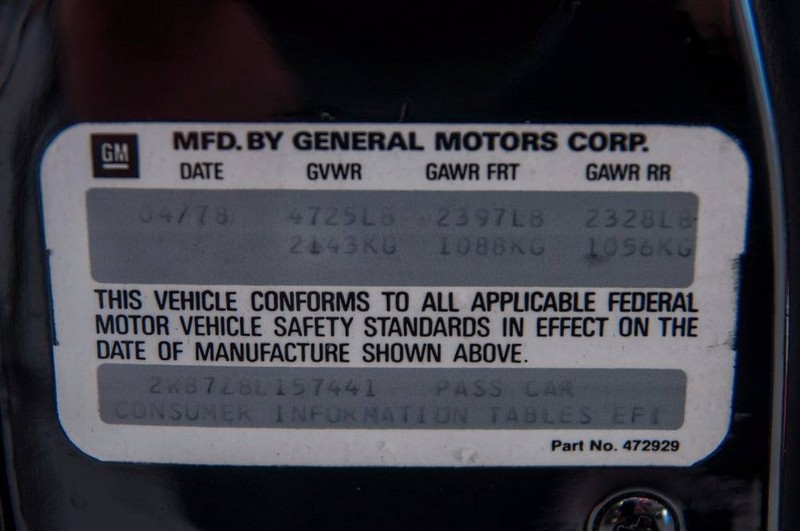 GM
MFD. BY GENERAL MOTORS CORP.
DATE GVWR GAWR FRT GAWR RR
04/78 4725LB 2397LB 2328LB
2143KG 1088KG 1056KG
THIS VEHICLE CONFORMS TO ALL APPLICABLE FEDERAL
MOTOR VEHICLE SAFETY STANDARDS IN EFFECT ON THE
DATE OF MANUFACTURE SHOWN ABOVE.
2W87Z8L157441 PASS CAR
CONSUMER INFORMATION TABLES EFI
Part No. 472929